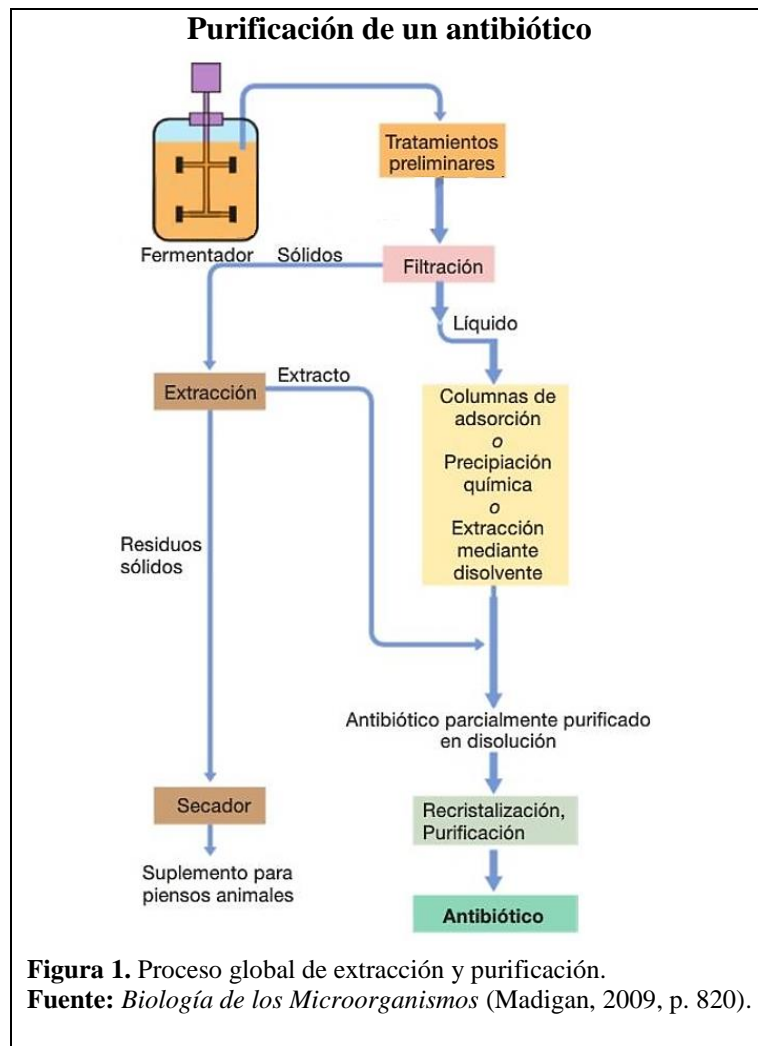 Purificación de un antibiótico
Tratamientos
preliminares
Fermentador
Sólidos
Filtración
Líquido
Extracción
Extracto
Columnas de
adsorción
o
Precipiación
química
o
Extracción
mediante
disolvente
Residuos
sólidos
Antibiótico parcialmente purificado
en disolución
Secador
Recristalización,
Purificación
Suplemento para
piensos animales
Antibiótico
Figura 1. Proceso global de extracción y purificación.
Fuente: Biología de los Microorganismos (Madigan, 2009, p. 820).